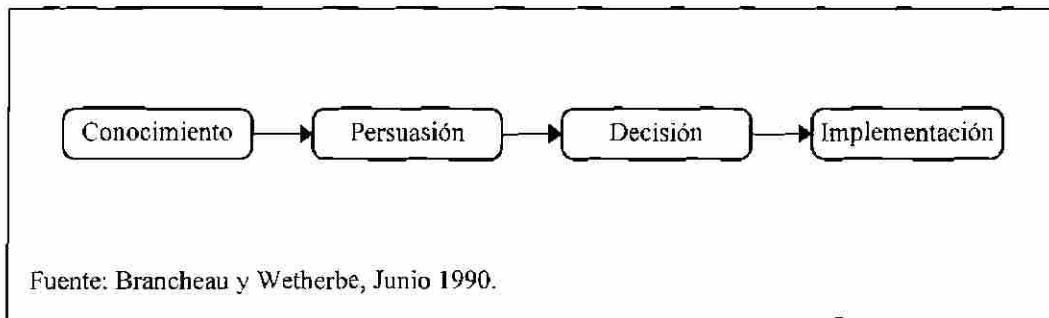 Conocimiento
Persuasión
Decisión
Implementación
Fuente: Brancheau y Wetherbe, Junio 1990.